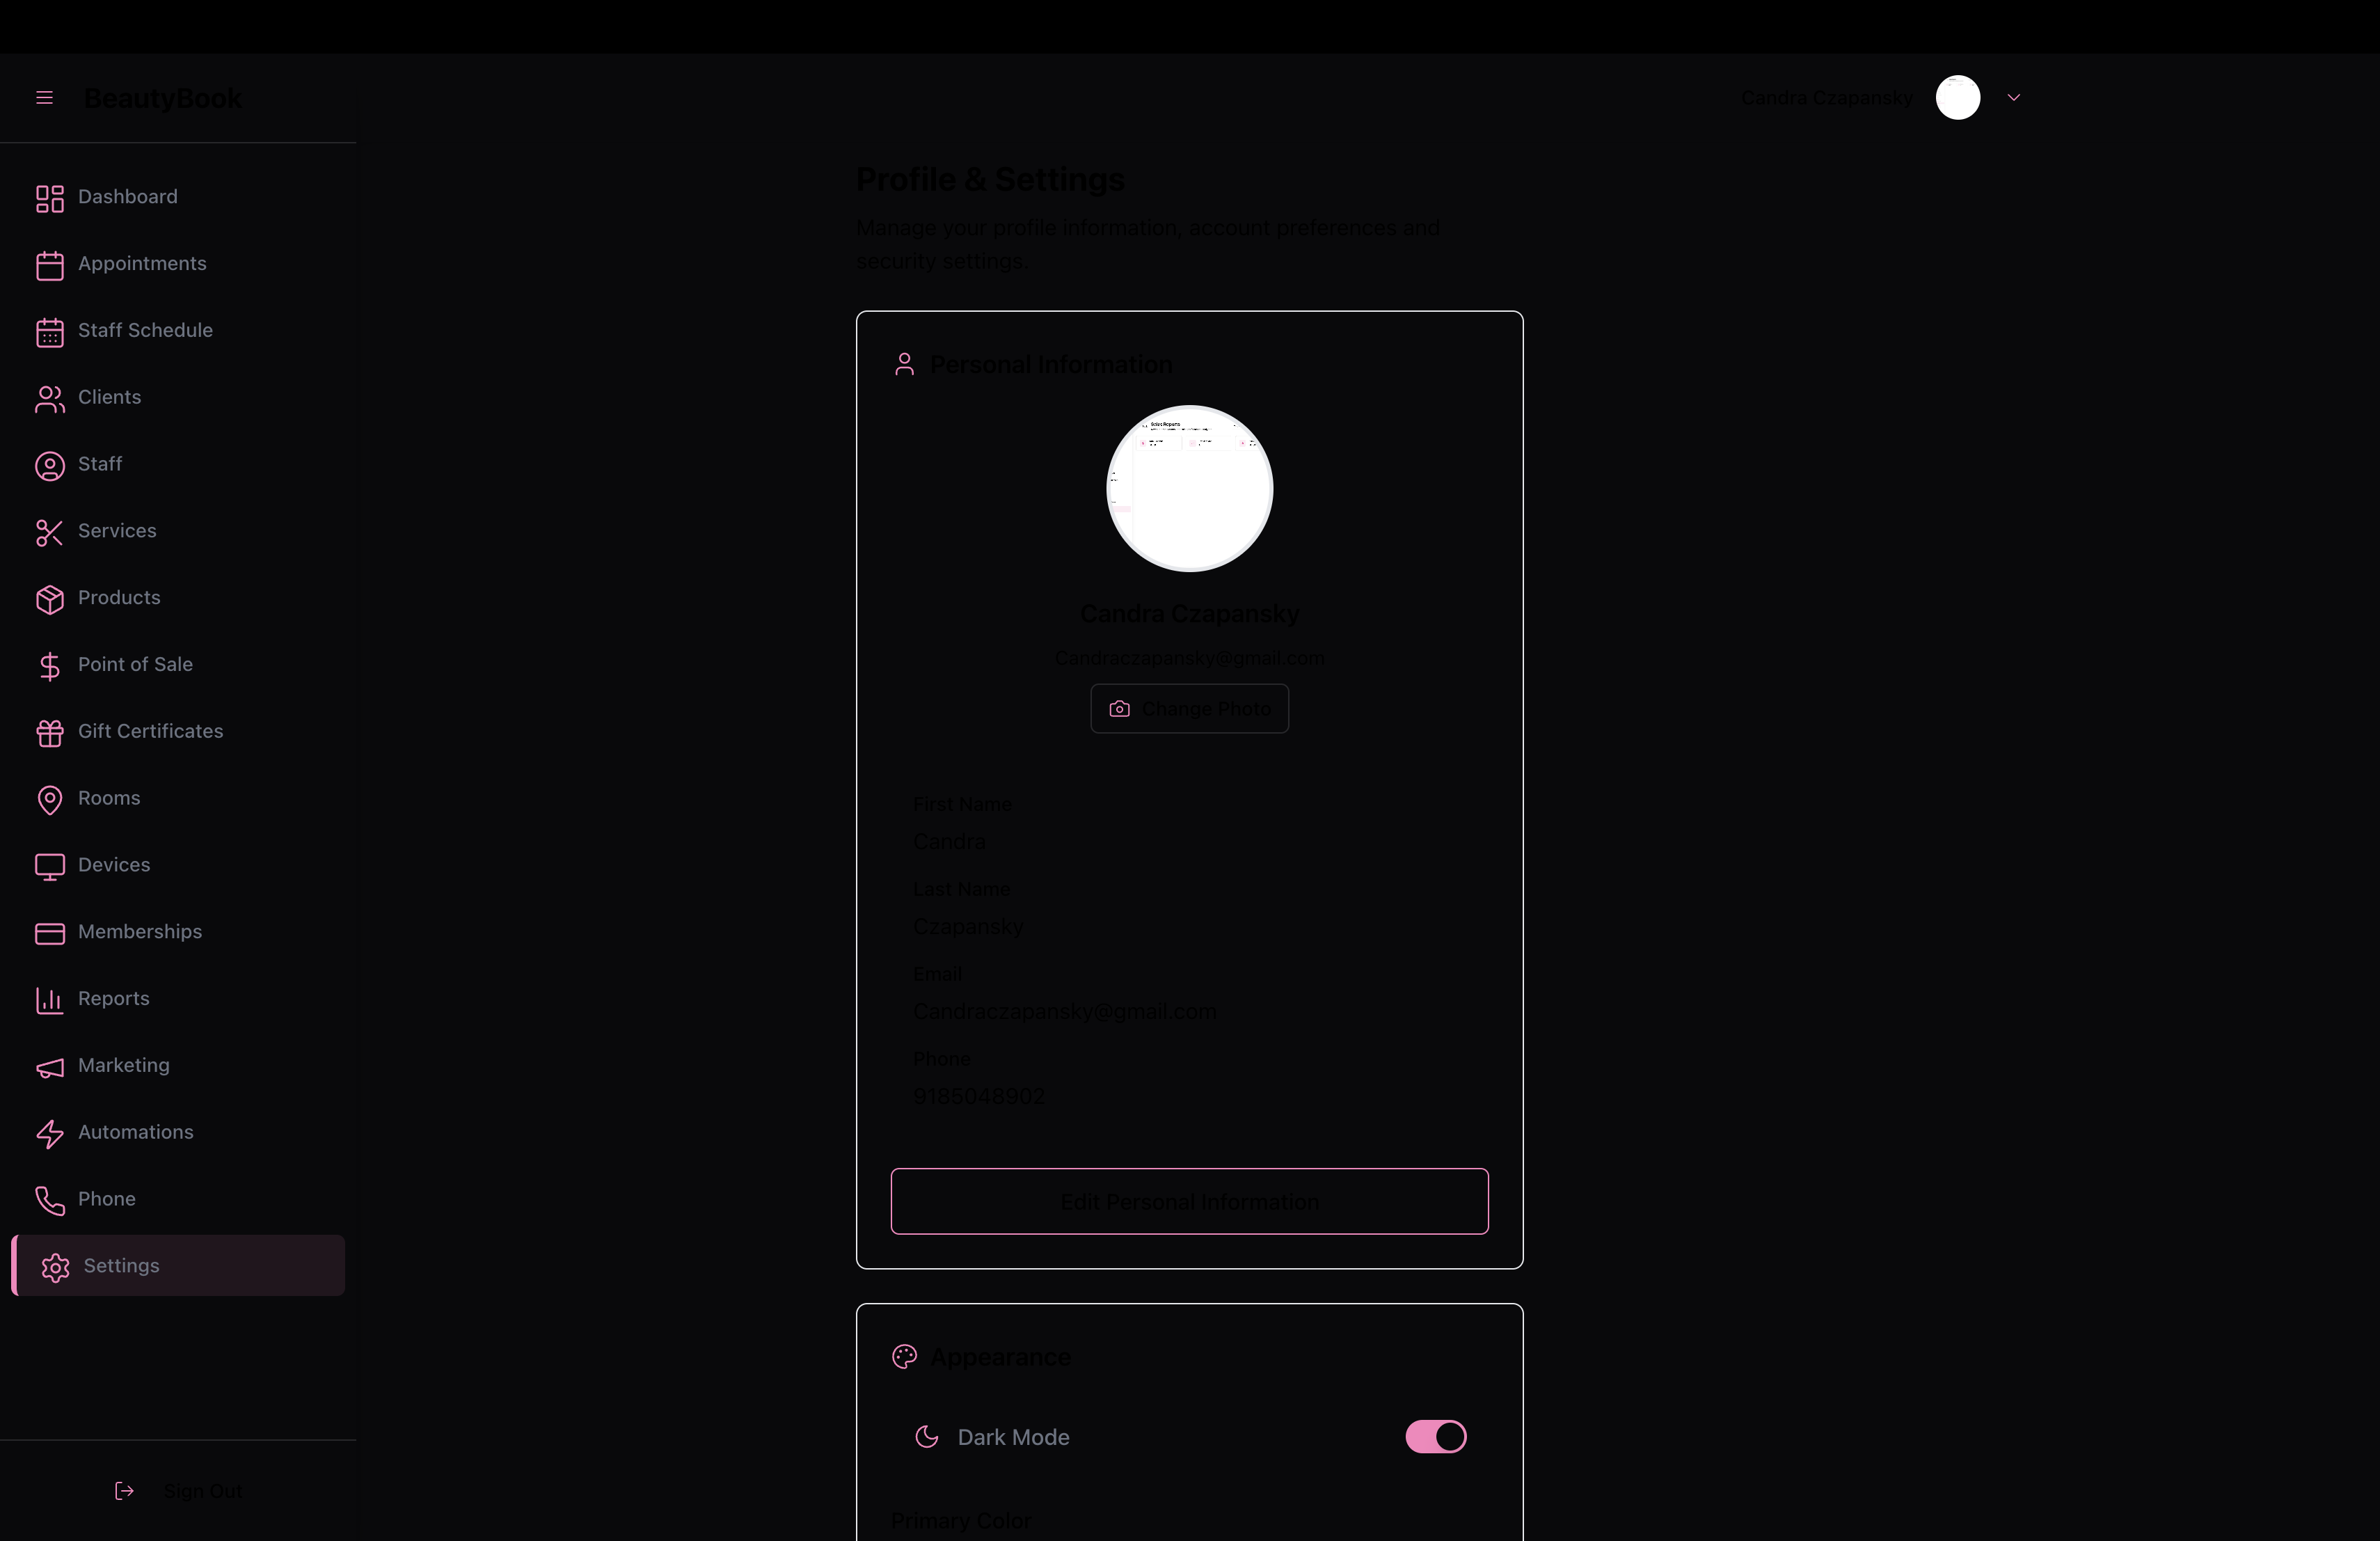 BeautyBook
Candra Czapansky
Dashboard
Appointments
Staff Schedule
Clients
Staff
Services
Products
Point of Sale
Gift Certificates
Rooms
Devices
Memberships
Reports
Marketing
Automations
Phone
Settings
Sign Out
Profile & Settings
Manage your profile information, account preferences and
security settings.
Personal Information
Candra Czapansky
Candraczapansky@gmail.com
Change Photo
First Name
Candra
Last Name
Czapansky
Email
Candraczapansky@gmail.com
Phone
9185048902
Edit Personal Information
Appearance
Dark Mode
Primary Color